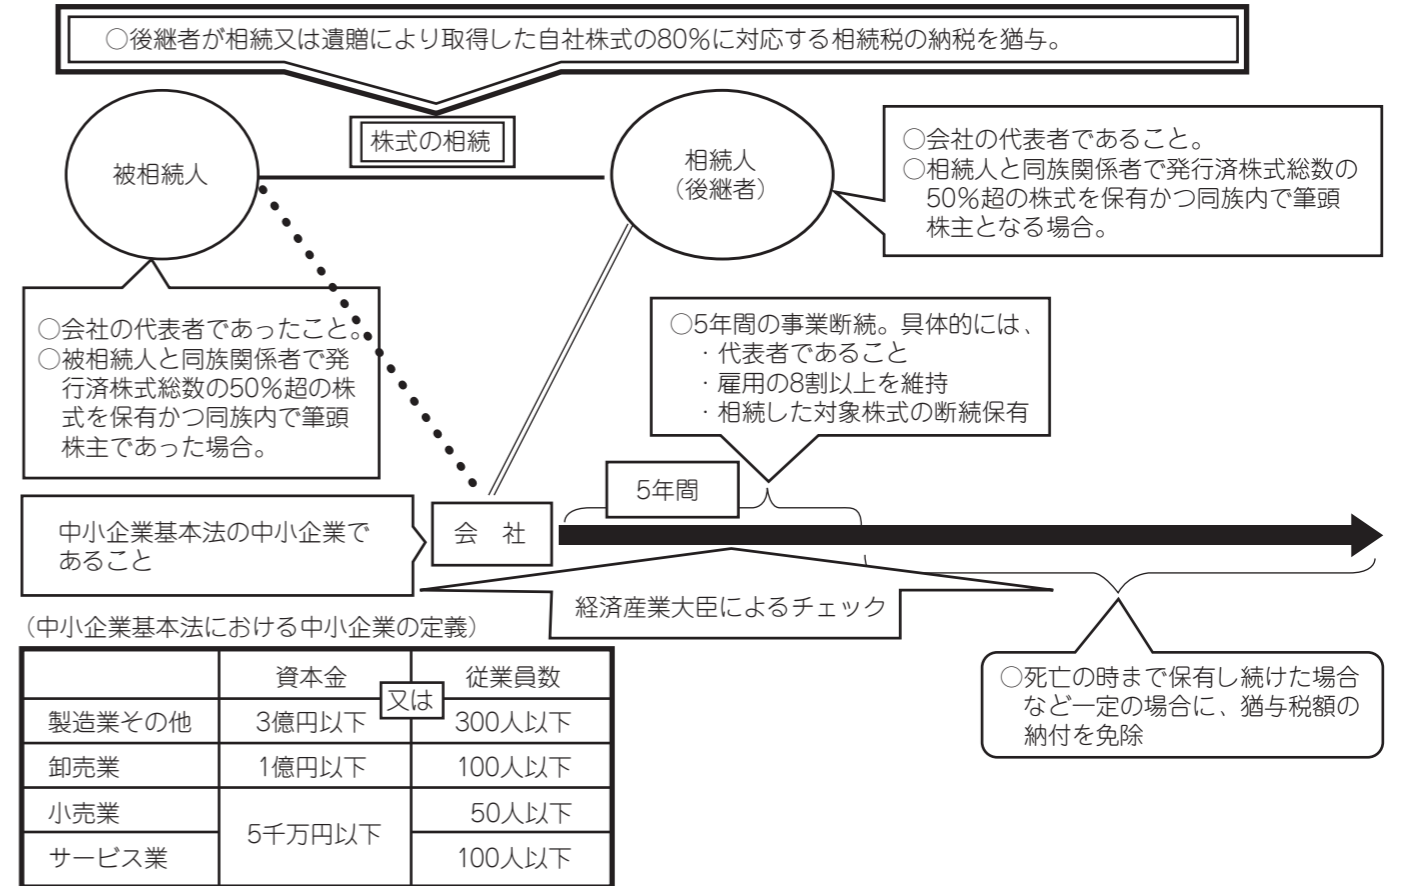 ○後継者が相続又は遺贈により取得した自社株式の80%に対応する相続税の納税を猶予。
株式の相続
被相続人
相続人
（後継者）
○会社の代表者であること。
○相続人と同族関係者で発行済株式総数の
50%超の株式を保有かつ同族内で筆頭
株主となる場合。
○会社の代表者であったこと。
○被相続人と同族関係者で発
行済株式総数の50%超の株
式を保有かつ同族内で筆頭
株主であった場合。
○5年間の事業断続。具体的には、
・代表者であること
・雇用の8割以上を維持
・相続した対象株式の断続保有
5年間
中小企業基本法の中小企業で
あること
会　社
経済産業大臣によるチェック
○死亡の時まで保有し続けた場合
など一定の場合に、猶予税額の
納付を免除
（中小企業基本法における中小企業の定義）
資本金 又は 従業員数
製造業その他 3億円以下 300人以下
卸売業 1億円以下 100人以下
小売業 5千万円以下 50人以下
サービス業 100人以下